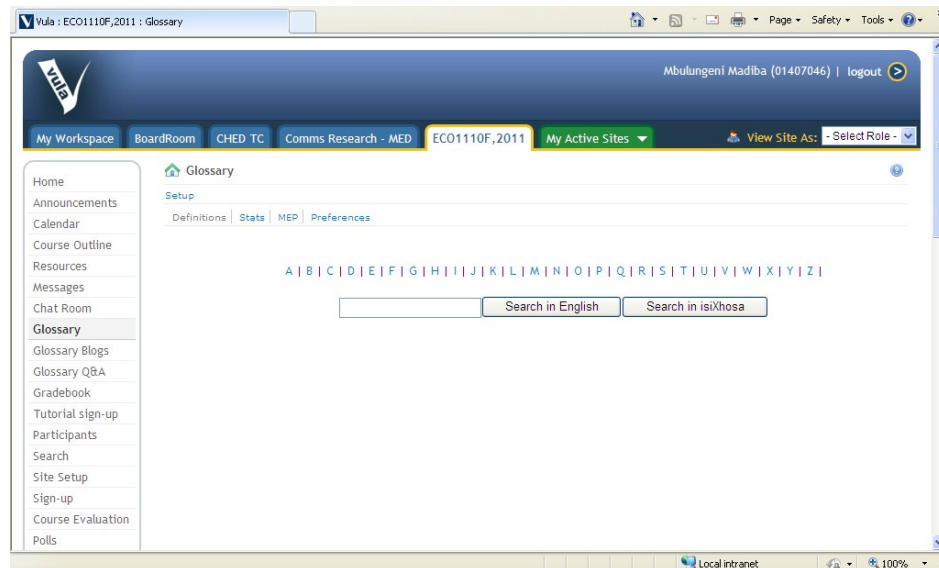 Vula : ECO1110F,2011 : Glossary
Page Safety Tools
vula
Mbulungeni Madiba (01407046) | logout
My Workspace BoardRoom CHED TC Comms Research - MED ECO1110F,2011 My Active Sites View Site As: - Select Role -
Glossary
Setup
Definitions Stats MEP Preferences
A | B | C | D | E | F | G | H | I | J | K | L | M | N | O | P | Q | R | S | T | U | V | W | X | Y | Z |
Search in English Search in isiXhosa
Home
Announcements
Calendar
Course Outline
Resources
Messages
Chat Room
Glossary
Glossary Blogs
Glossary Q&A
Gradebook
Tutorial sign-up
Participants
Search
Site Setup
Sign-up
Course Evaluation
Polls
Local intranet 100%